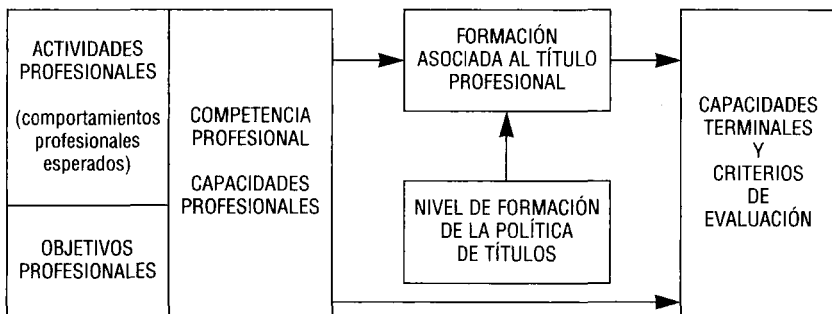 ACTIVIDADES
PROFESIONALES
(comportamientos
profesionales
esperados)
OBJETIVOS
PROFESIONALES
COMPETENCIA
PROFESIONAL
CAPACIDADES
PROFESIONALES
FORMACIÓN
ASOCIADA AL TÍTULO
PROFESIONAL
NIVEL DE FORMACIÓN
DE LA POLÍTICA
DE TÍTULOS
CAPACIDADES
TERMINALES
Y
CRITERIOS
DE
EVALUACIÓN